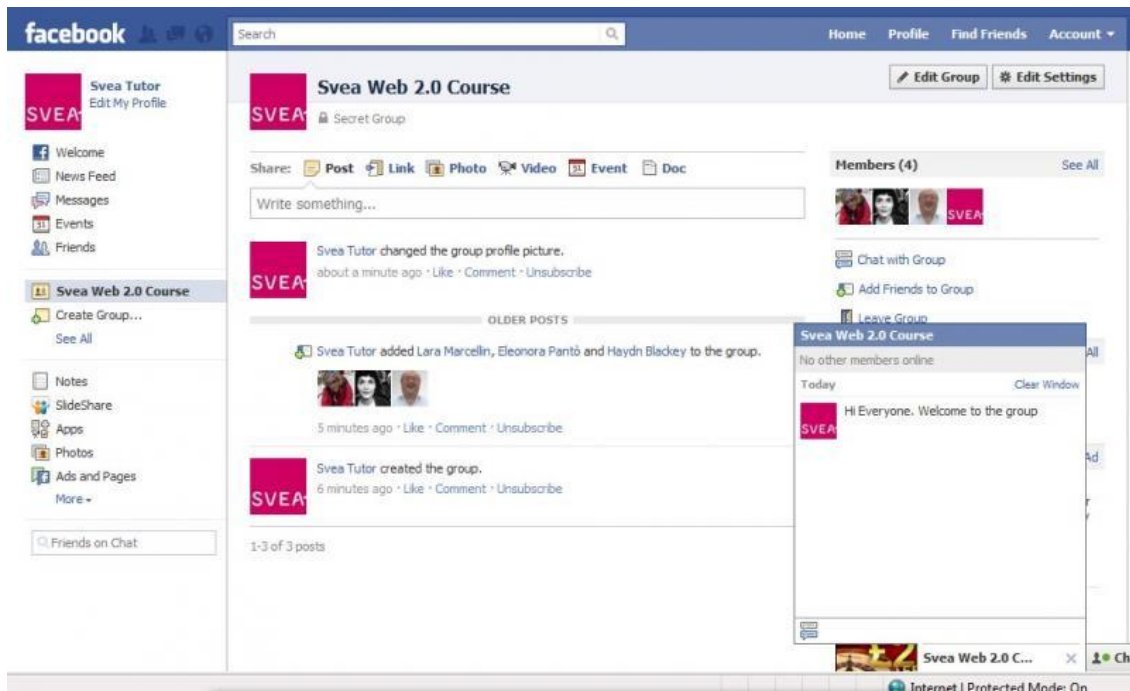 facebook
Search
Home Profile Find Friends Account
SVEA
Svea Tutor
Edit My Profile
Welcome
News Feed
Messages
31 Events
Friends
Svea Web 2.0 Course
Create Group...
See All
Notes
SlideShare
Apps
Photos
Ads and Pages
More
Friends on Chat
SVEA
Svea Web 2.0 Course
Secret Group
Edit Group Edit Settings
Share: Post Link Photo Video 31 Event Doc
Write something...
SVEA
Svea Tutor changed the group profile picture.
about a minute ago · Like · Comment · Unsubscribe
OLDER POSTS
Svea Tutor added Lara Marcellin, Eleonora Pantò and Haydn Blackey to the group.
5 minutes ago · Like · Comment · Unsubscribe
SVEA
Svea Tutor created the group.
6 minutes ago · Like · Comment · Unsubscribe
1-3 of 3 posts
Members (4) See All
SVEA
Chat with Group
Add Friends to Group
Leave Group
All
Ad
Svea Web 2.0 Course
No other members online
Today Clear Window
SVEA
Hi Everyone. Welcome to the group
Svea Web 2.0 C...
Ch
Internet | Protected Mode: On